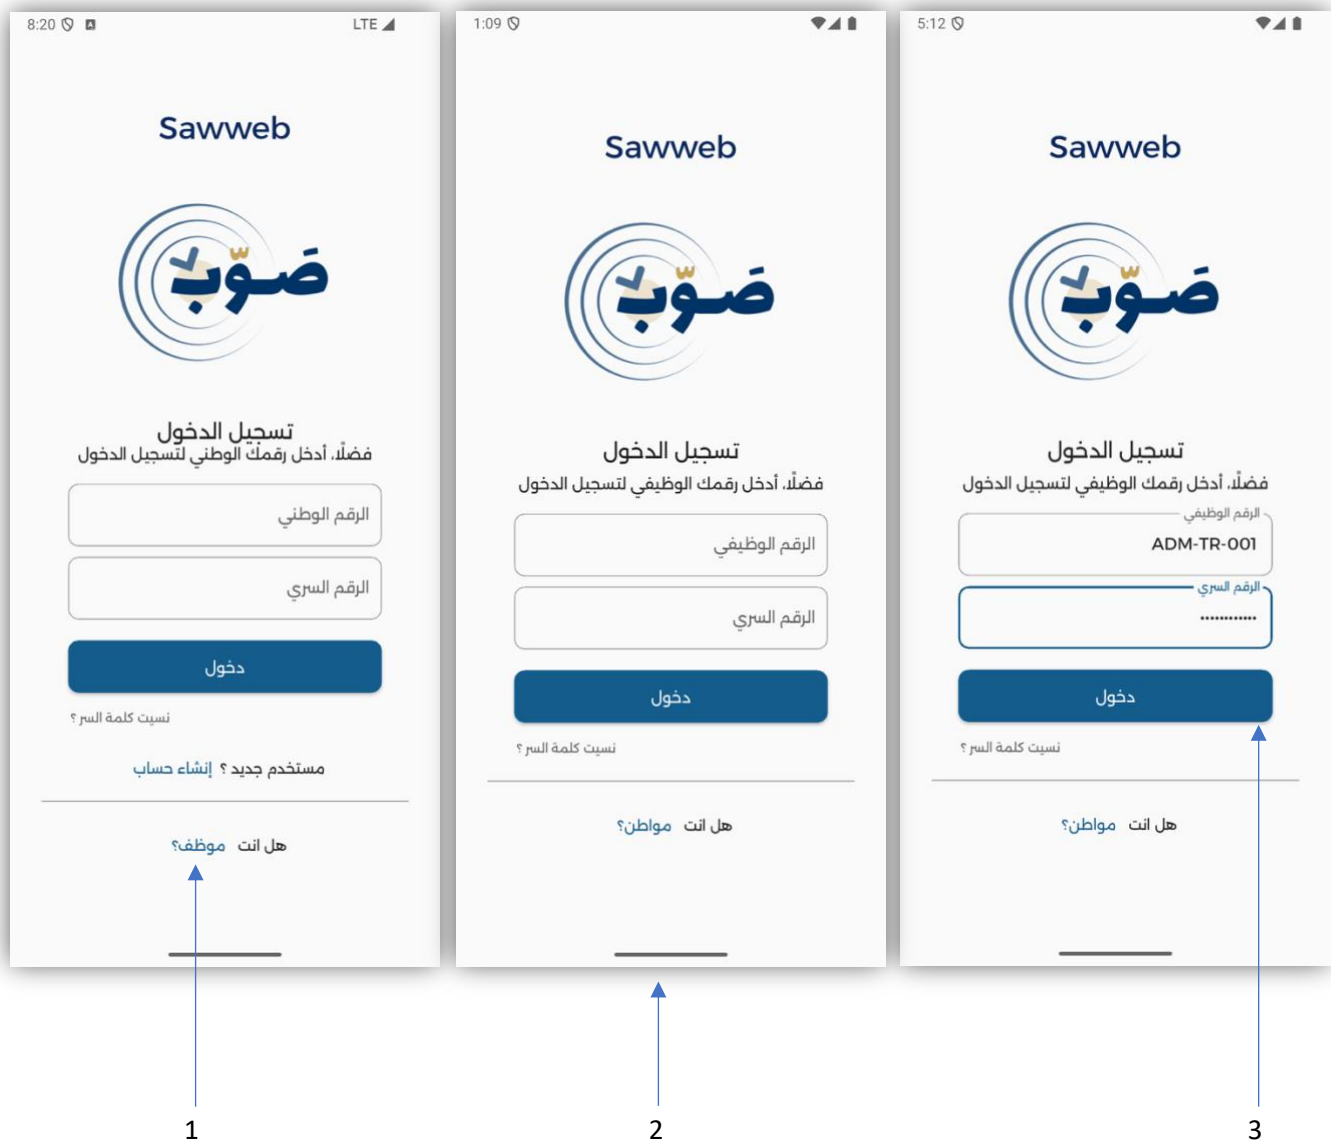 8:20
LTE
Sawweb
صَوّب
تسجيل الدخول
فضلًا، أدخل رقمك الوطني لتسجيل الدخول
الرقم الوطني
الرقم السري
دخول
نسيت كلمة السر ؟
مستخدم جديد ؟ إنشاء حساب
هل انت موظف؟
1
1:09
Sawweb
صَوّب
تسجيل الدخول
فضلًا، أدخل رقمك الوظيفي لتسجيل الدخول
الرقم الوظيفي
الرقم السري
دخول
نسيت كلمة السر ؟
هل انت مواطن؟
2
5:12
Sawweb
صَوّب
تسجيل الدخول
فضلًا، أدخل رقمك الوظيفي لتسجيل الدخول
الرقم الوظيفي
ADM-TR-001
الرقم السري
............
دخول
نسيت كلمة السر ؟
هل انت مواطن؟
3